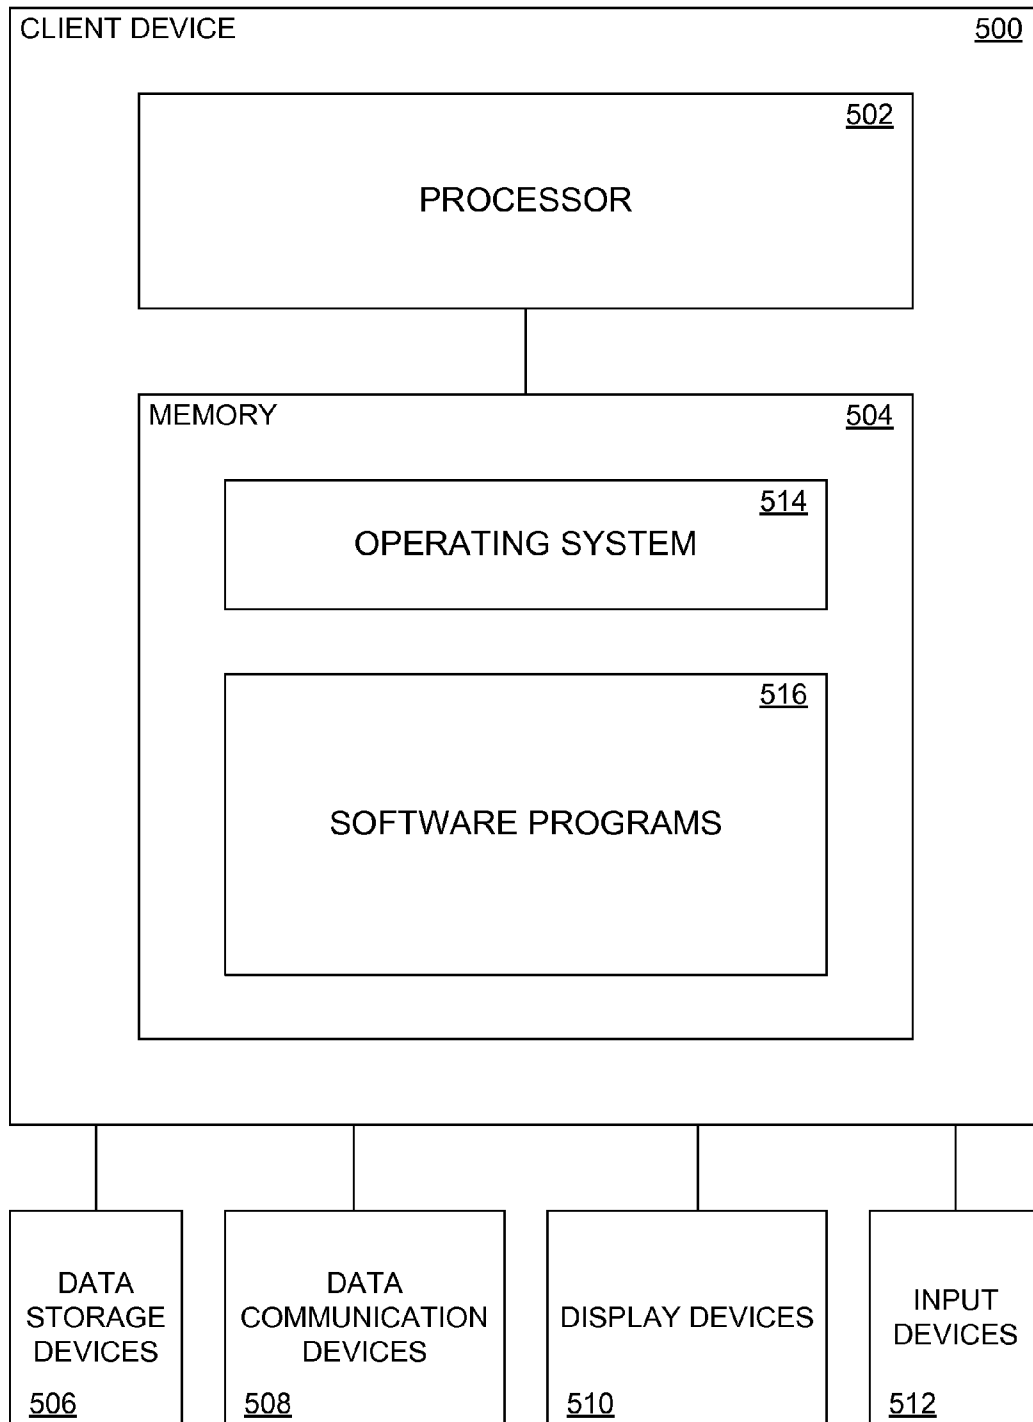 CLIENT DEVICE 500
502
PROCESSOR
MEMORY 504
514
OPERATING SYSTEM
516
SOFTWARE PROGRAMS
DATA
STORAGE
DEVICES
506
DATA
COMMUNICATION
DEVICES
508
DISPLAY DEVICES
510
INPUT
DEVICES
512